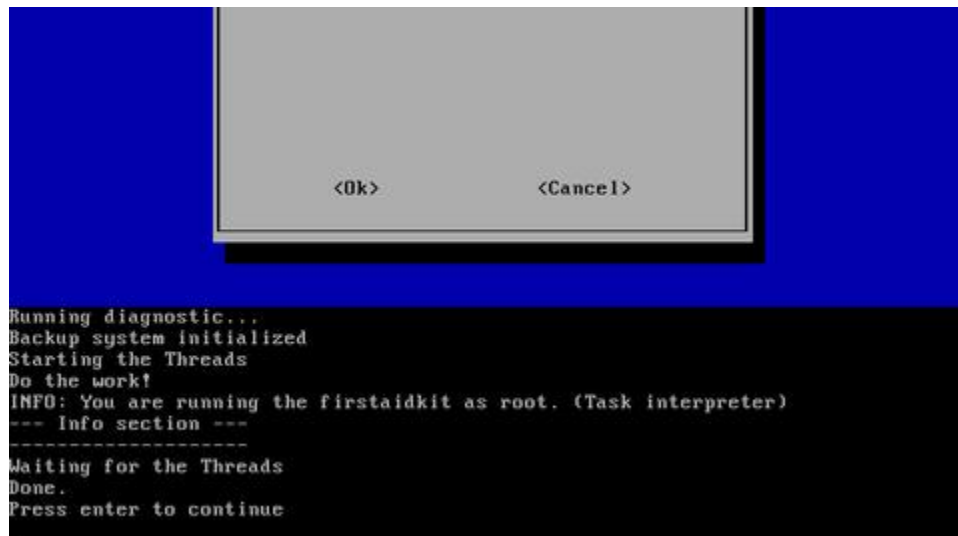 <Ok> <Cancel>
Running diagnostic...
Backup system initialized
Starting the Threads
Do the work!
INFO: You are running the firstaidkit as root. (Task interpreter)
--- Info section ---
--------------------
Waiting for the Threads
Done.
Press enter to continue